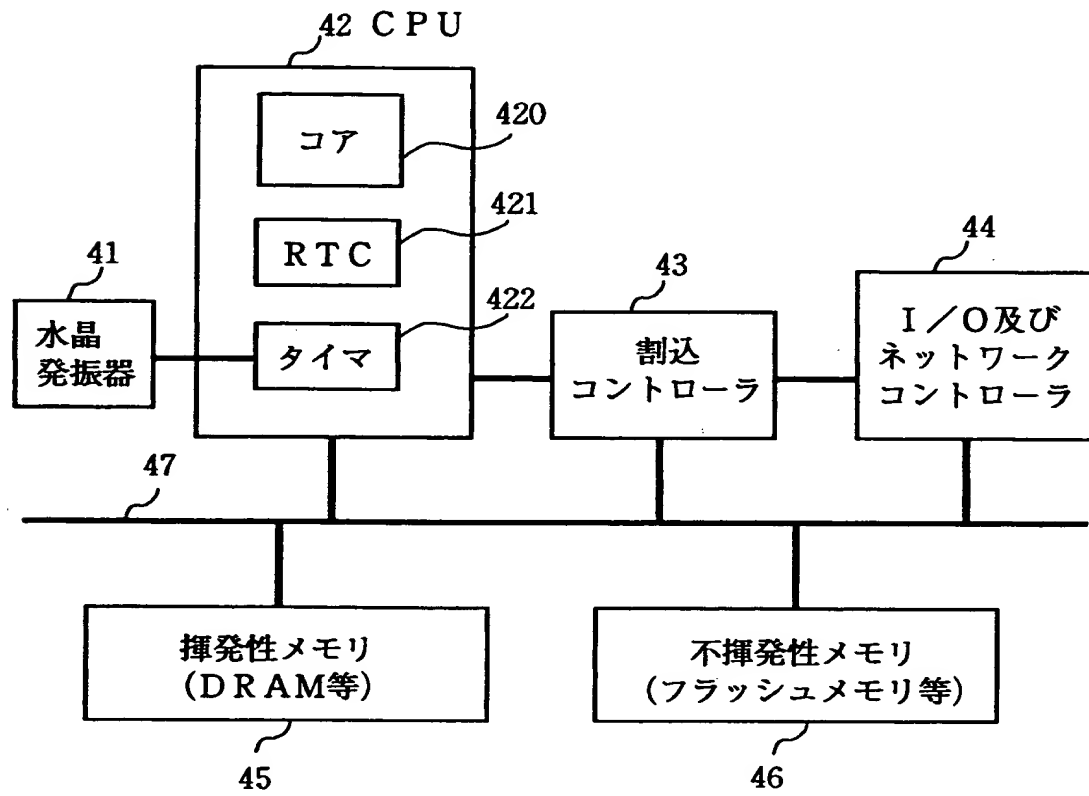 42 CPU
コア
420
RTC
421
タイマ
422
41
水晶
発振器
43
割込
コントローラ
44
I／O及び
ネットワーク
コントローラ
47
揮発性メモリ
(DRAM等)
45
不揮発性メモリ
(フラッシュメモリ等)
46